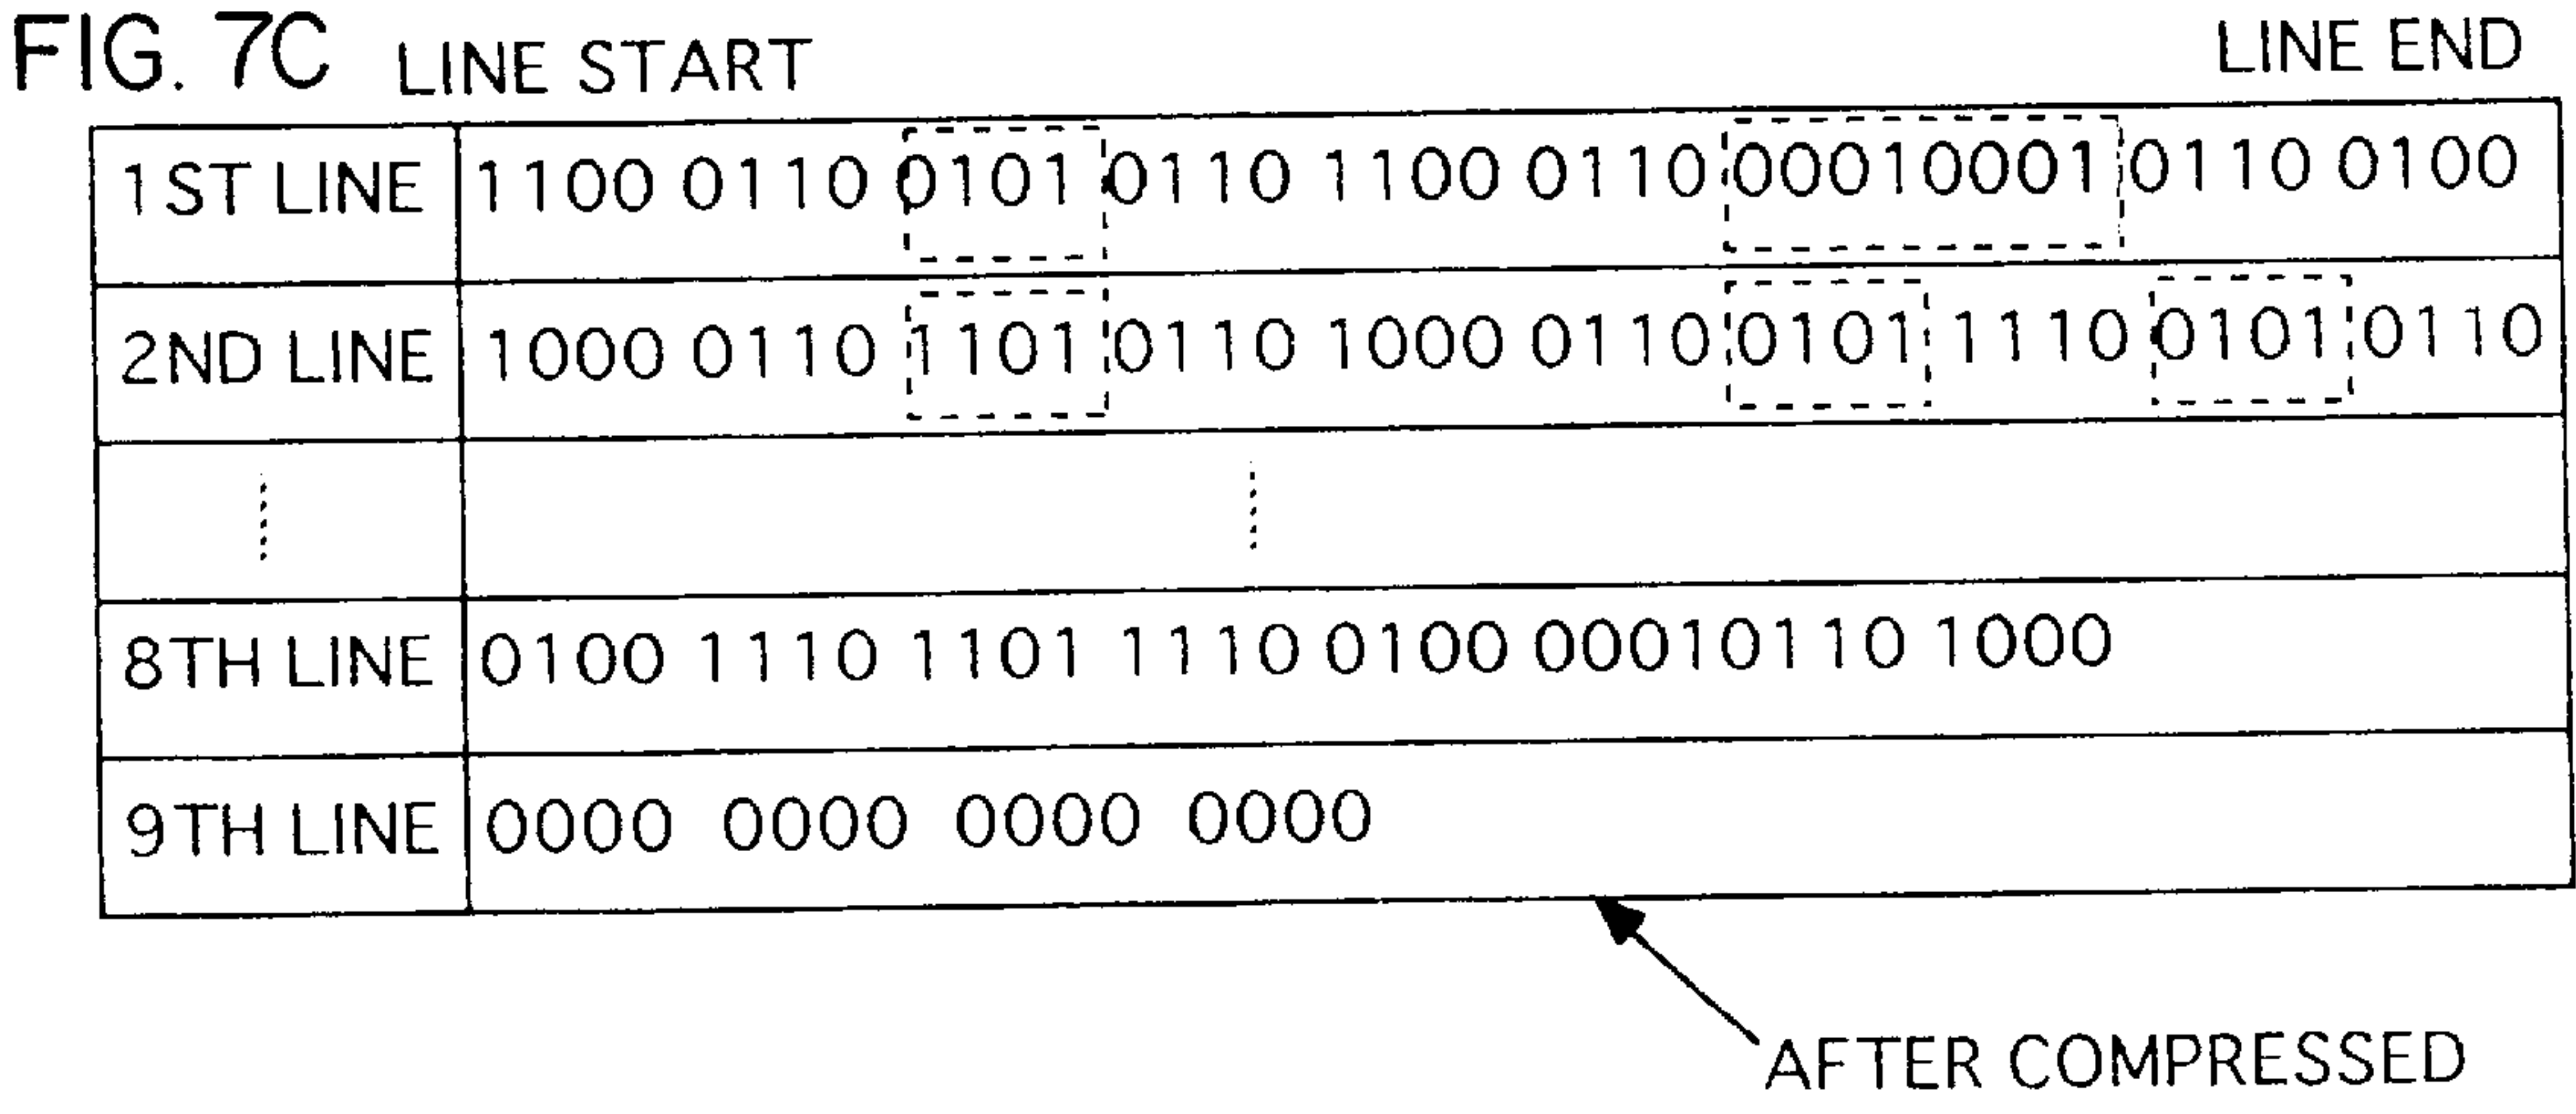 FIG. 7C LINE START LINE END
1ST LINE 1100 0110 0101 0110 1100 0110 00010001 0110 0100
2ND LINE 1000 0110 1101 0110 1000 0110 0101 1110 0101 0110
8TH LINE 0100 1110 1101 1110 0100 00010110 1000
9TH LINE 0000 0000 0000 0000
AFTER COMPRESSED